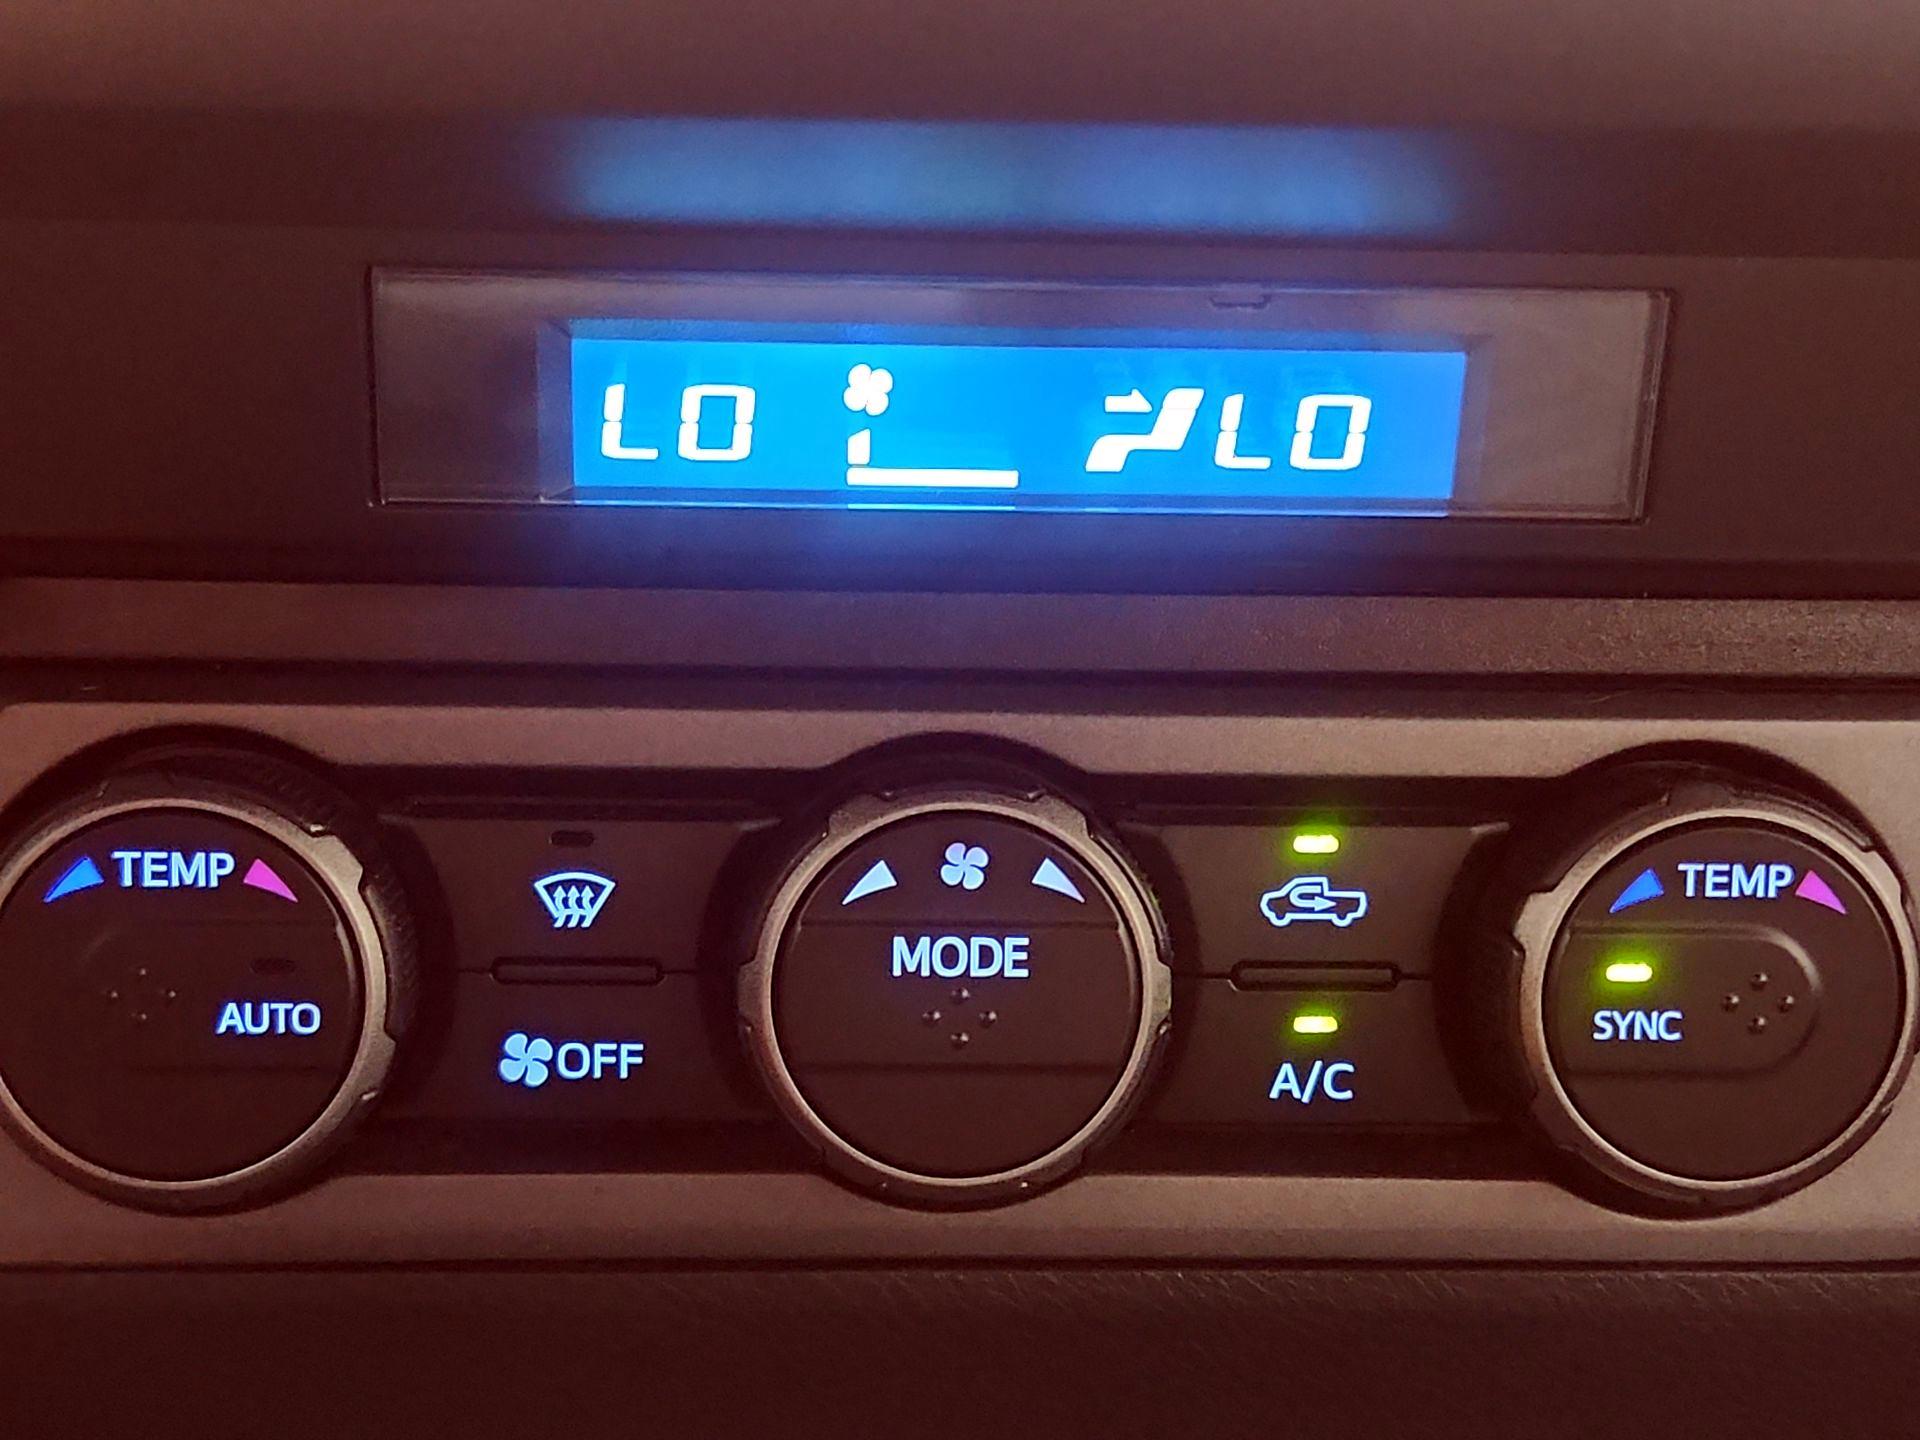 LO LO
TEMP
AUTO
OFF
MODE
A/C
TEMP
SYNC